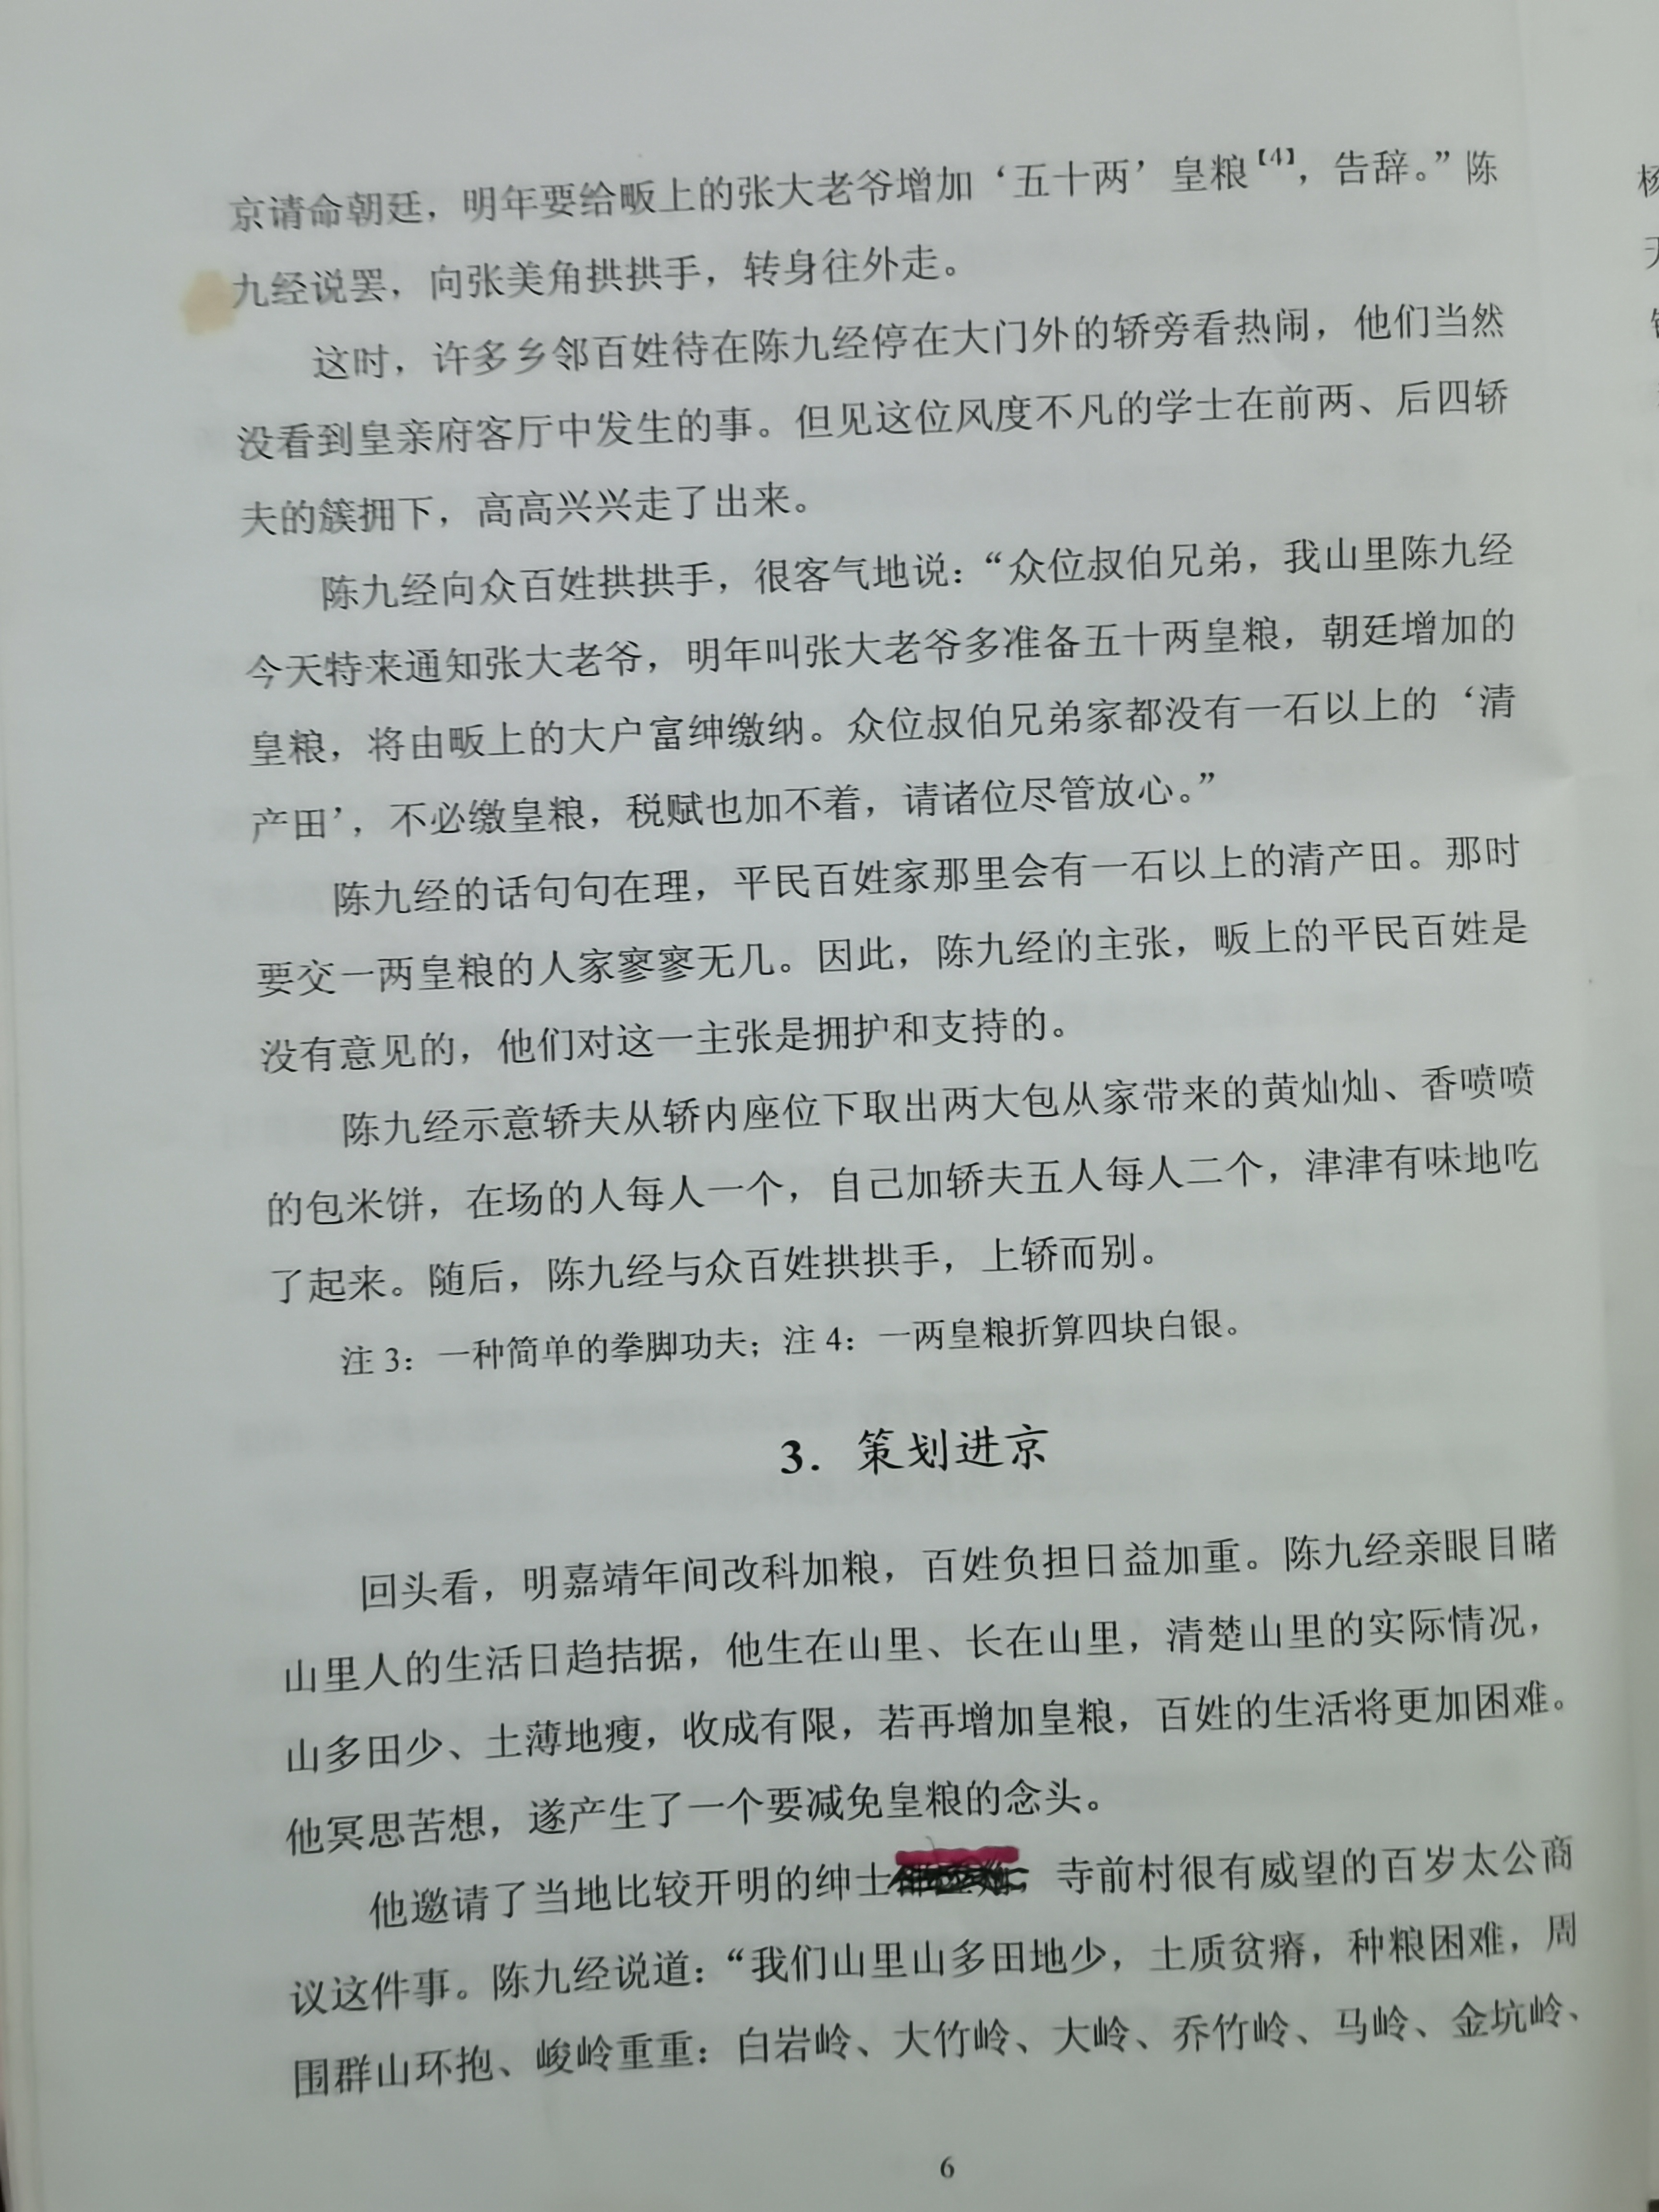 京请命朝廷，明年要给畈上的张大老爷增加‘五十两’皇粮【4】，告辞。”陈
九经说罢，向张美角拱拱手，转身往外走。
这时，许多乡邻百姓待在陈九经停在大门外的轿旁看热闹，他们当然
没看到皇亲府客厅中发生的事。但见这位风度不凡的学士在前两、后四轿
夫的簇拥下，高高兴兴走了出来。
陈九经向众百姓拱拱手，很客气地说：“众位叔伯兄弟，我山里陈九经
今天特来通知张大老爷，明年叫张大老爷多准备五十两皇粮，朝廷增加的
皇粮，将由畈上的大户富绅缴纳。众位叔伯兄弟家都没有一石以上的‘清
产田’，不必缴皇粮，税赋也加不着，请诸位尽管放心。”
陈九经的话句句在理，平民百姓家那里会有一石以上的清产田。那时
要交一两皇粮的人家寥寥无几。因此，陈九经的主张，畈上的平民百姓是
没有意见的，他们对这一主张是拥护和支持的。
陈九经示意轿夫从轿内座位下取出两大包从家带来的黄灿灿、香喷喷
的包米饼，在场的人每人一个，自己加轿夫五人每人二个，津津有味地吃
了起来。随后，陈九经与众百姓拱拱手，上轿而别。
注 3：一种简单的拳脚功夫；注 4：一两皇粮折算四块白银。
3．策划进京
回头看，明嘉靖年间改科加粮，百姓负担日益加重。陈九经亲眼目睹
山里人的生活日趋拮据，他生在山里、长在山里，清楚山里的实际情况，
山多田少、土薄地瘦，收成有限，若再增加皇粮，百姓的生活将更加困难。
他冥思苦想，遂产生了一个要减免皇粮的念头。
他邀请了当地比较开明的绅士，寺前村很有威望的百岁太公商
议这件事。陈九经说道：“我们山里山多田地少，土质贫瘠，种粮困难，周
围群山环抱、峻岭重重：白岩岭、大竹岭、大岭、乔竹岭、马岭、金坑岭、
6